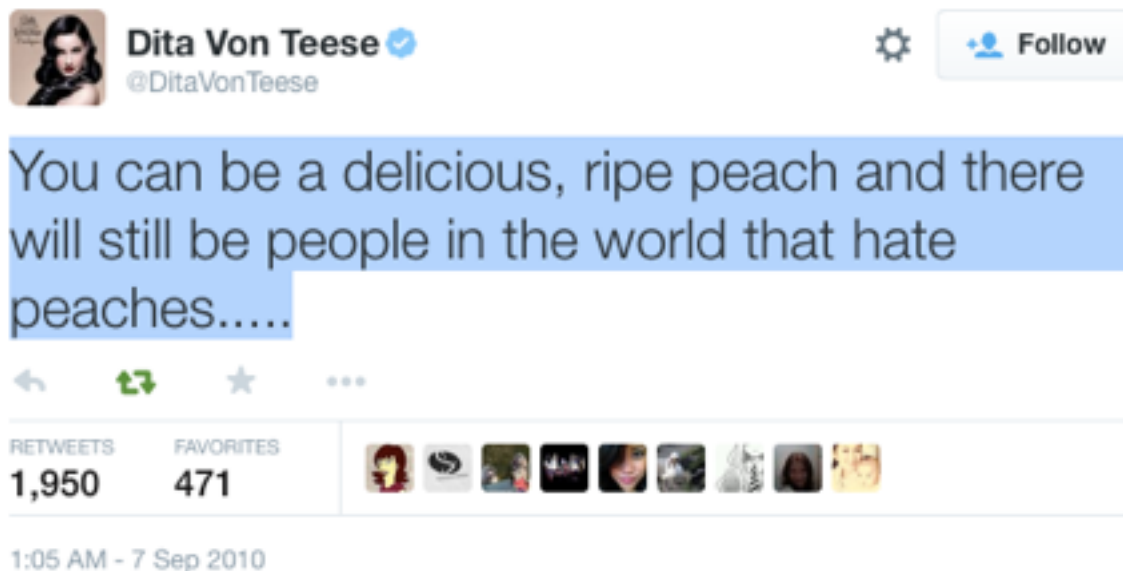 Dita Von Teese
@DitaVonTeese
Follow
You can be a delicious, ripe peach and there
will still be people in the world that hate
peaches.....
RETWEETS FAVORITES
1,950 471
1:05 AM - 7 Sep 2010